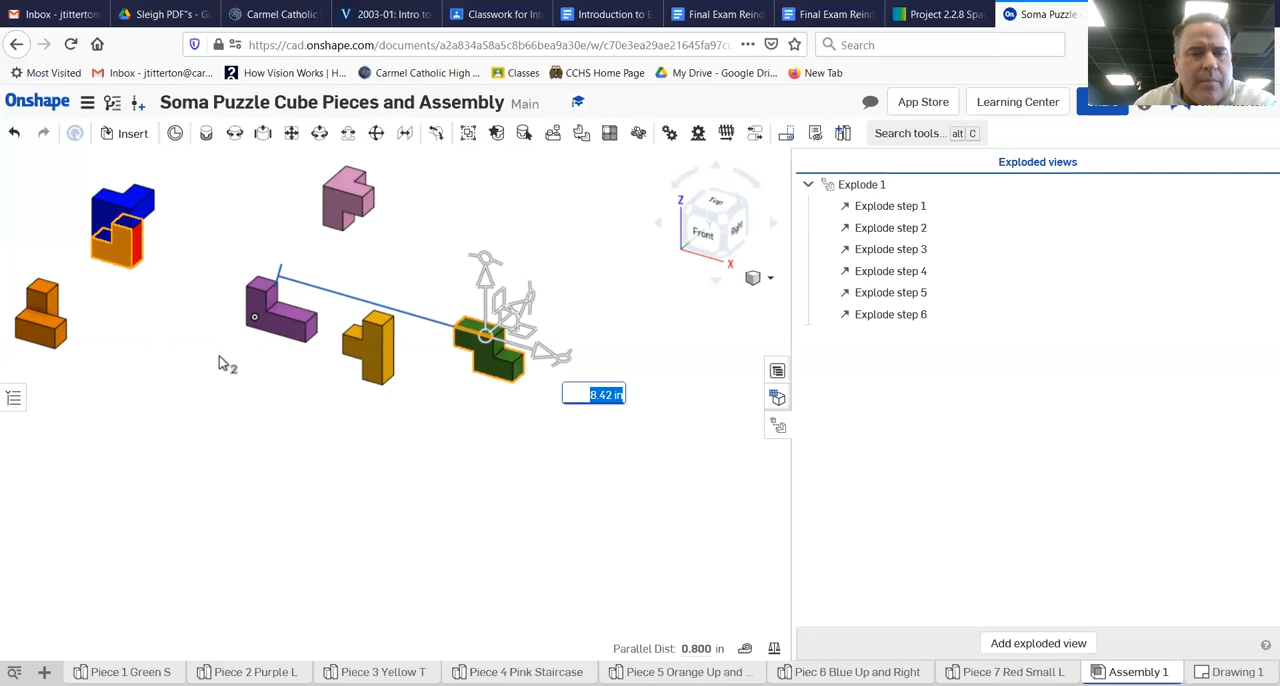 Inbox - jtitterton
Sleigh PDF"s - G
Carmel Catholic
2003-01: Intro to
Classwork for Int
Introduction to E
Final Exam Reind
Final Exam Reind
Project 2.2.8 Spac
Soma Puzzle
https://cad.onshape.com/documents/a2a834a58a5c8b66bea9a30e/w/c70e3ea29ae21645fa97c
Search
Most Visited
Inbox - jtitterton@car...
How Vision Works | H...
Carmel Catholic High ...
Classes
CCHS Home Page
My Drive - Google Dri...
New Tab
Onshape
Soma Puzzle Cube Pieces and Assembly
Main
App Store
Learning Center
Insert
Search tools...
alt
C
Exploded views
Explode 1
Explode step 1
Explode step 2
Explode step 3
Explode step 4
Explode step 5
Explode step 6
Z
Top
Front
Right
X
2
8.42 in
Parallel Dist: 0.800 in
Add exploded view
Piece 1 Green S
Piece 2 Purple L
Piece 3 Yellow T
Piece 4 Pink Staircase
Piece 5 Orange Up and ...
Piec 6 Blue Up and Right
Piece 7 Red Small L
Assembly 1
Drawing 1